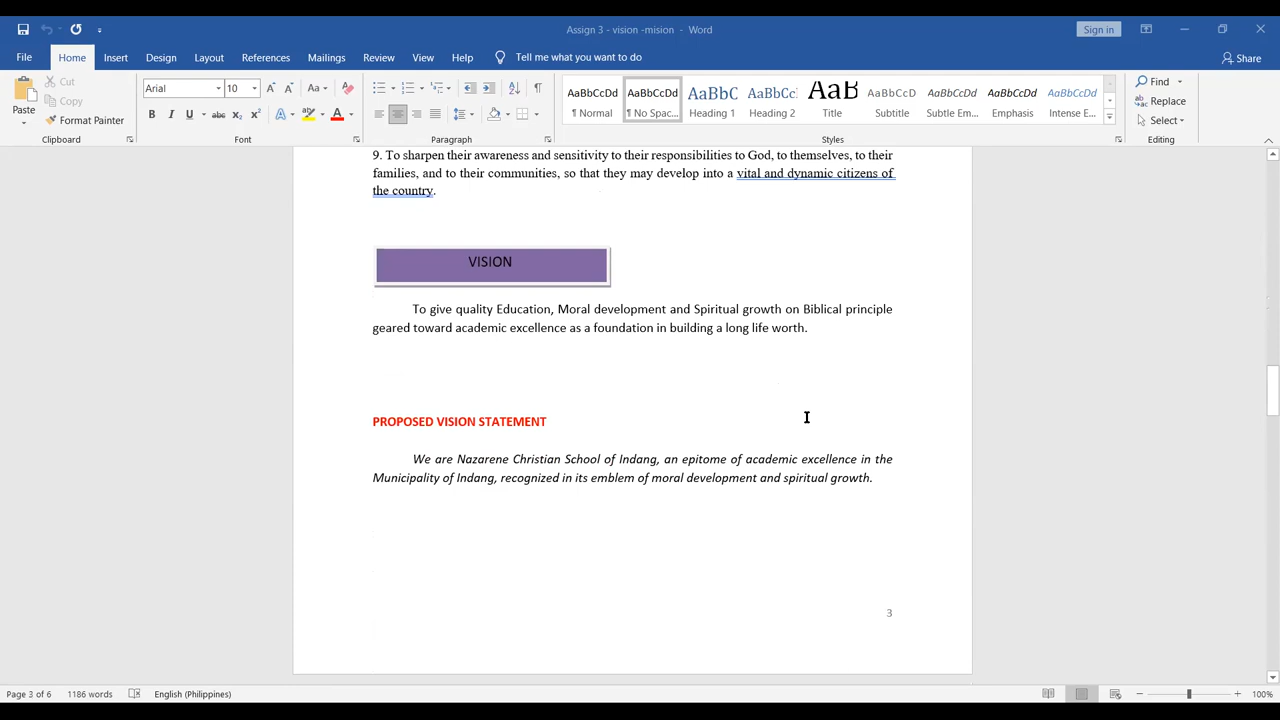 Assign 3 - vision -mision - Word
Sign in
File Home Insert Design Layout References Mailings Review View Help Tell me what you want to do Share
Paste
Cut
Copy
Format Painter
Clipboard
Arial 10
Font
Paragraph
AaBbCcDd AaBbCcDd AaBbC AaBbCc AaB AaBbCcD AaBbCcDd AaBbCcDd AaBbCcDd
¶ Normal ¶ No Spac... Heading 1 Heading 2 Title Subtitle Subtle Em... Emphasis Intense E...
Styles
Find
Replace
Select
Editing
9. To sharpen their awareness and sensitivity to their responsibilities to God, to themselves, to their
families, and to their communities, so that they may develop into a vital and dynamic citizens of
the country.
VISION
To give quality Education, Moral development and Spiritual growth on Biblical principle
geared toward academic excellence as a foundation in building a long life worth.
PROPOSED VISION STATEMENT
We are Nazarene Christian School of Indang, an epitome of academic excellence in the
Municipality of Indang, recognized in its emblem of moral development and spiritual growth.
3
Page 3 of 6 1186 words English (Philippines) 100%